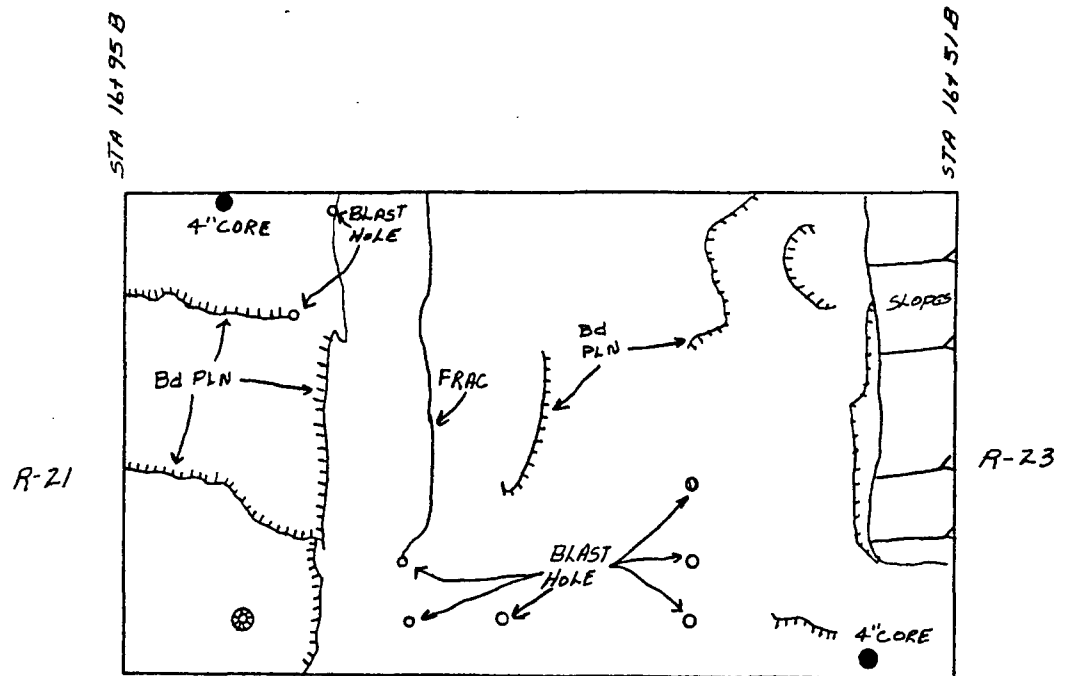 STA 16+95 B
STA 16+51 B
4" CORE
BLAST
HOLE
SLOPES
Bd
PLN
Bd PLN
FRAC
R-21
R-23
BLAST
HOLE
4" CORE